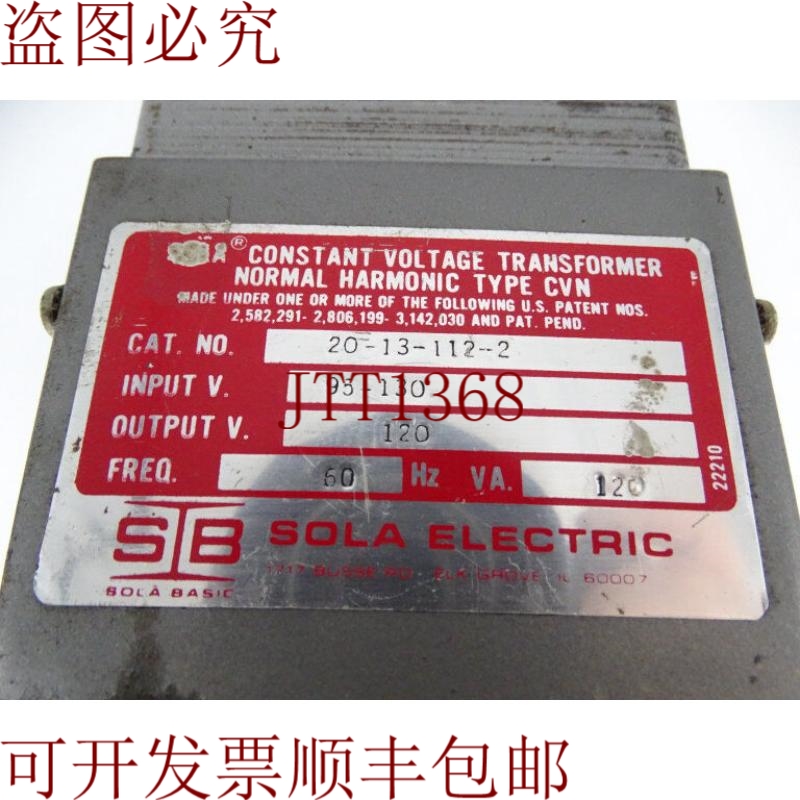 盗图必究
® CONSTANT VOLTAGE TRANSFORMER
NORMAL HARMONIC TYPE CVN
MADE UNDER ONE OR MORE OF THE FOLLOWING U.S. PATENT NOS.
2,582,291- 2,806,199- 3,142,030 AND PAT. PEND.
CAT. NO. 20-13-112-2
INPUT V. 95 130
JTT1368
OUTPUT V. 120
FREQ. 60 Hz VA. 120
22210
SB SOLA ELECTRIC
SOLA BASIC
1717 BUSSE RD ELK GROVE IL 60007
可开发票顺丰包邮